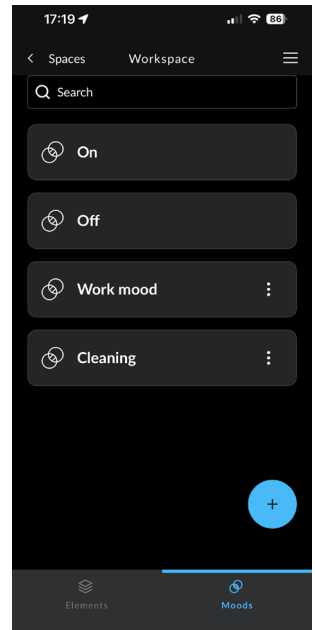 17:19 86
Spaces Workspace
Search
On
Off
Work mood
Cleaning
+
Elements Moods